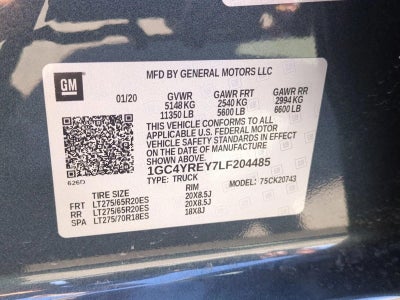 GM
MFD BY GENERAL MOTORS LLC
01/20 GVWR GAWR FRT GAWR RR
5148 KG 2540 KG 2994 KG
11350 LB 5600 LB 6600 LB
THIS VEHICLE CONFORMS TO ALL
APPLICABLE U.S. FEDERAL MOTOR
VEHICLE SAFETY STANDARDS IN EFFECT
ON THE DATE OF MANUFACTURE
SHOWN ABOVE.
1GC4YREY7LF204485
626D TYPE: TRUCK MODEL: 75CK20743
TIRE SIZE RIM
FRT LT275/65R20ES 20X8.5J
RR LT275/65R20ES 20X8.5J
SPA LT275/70R18ES 18X8J